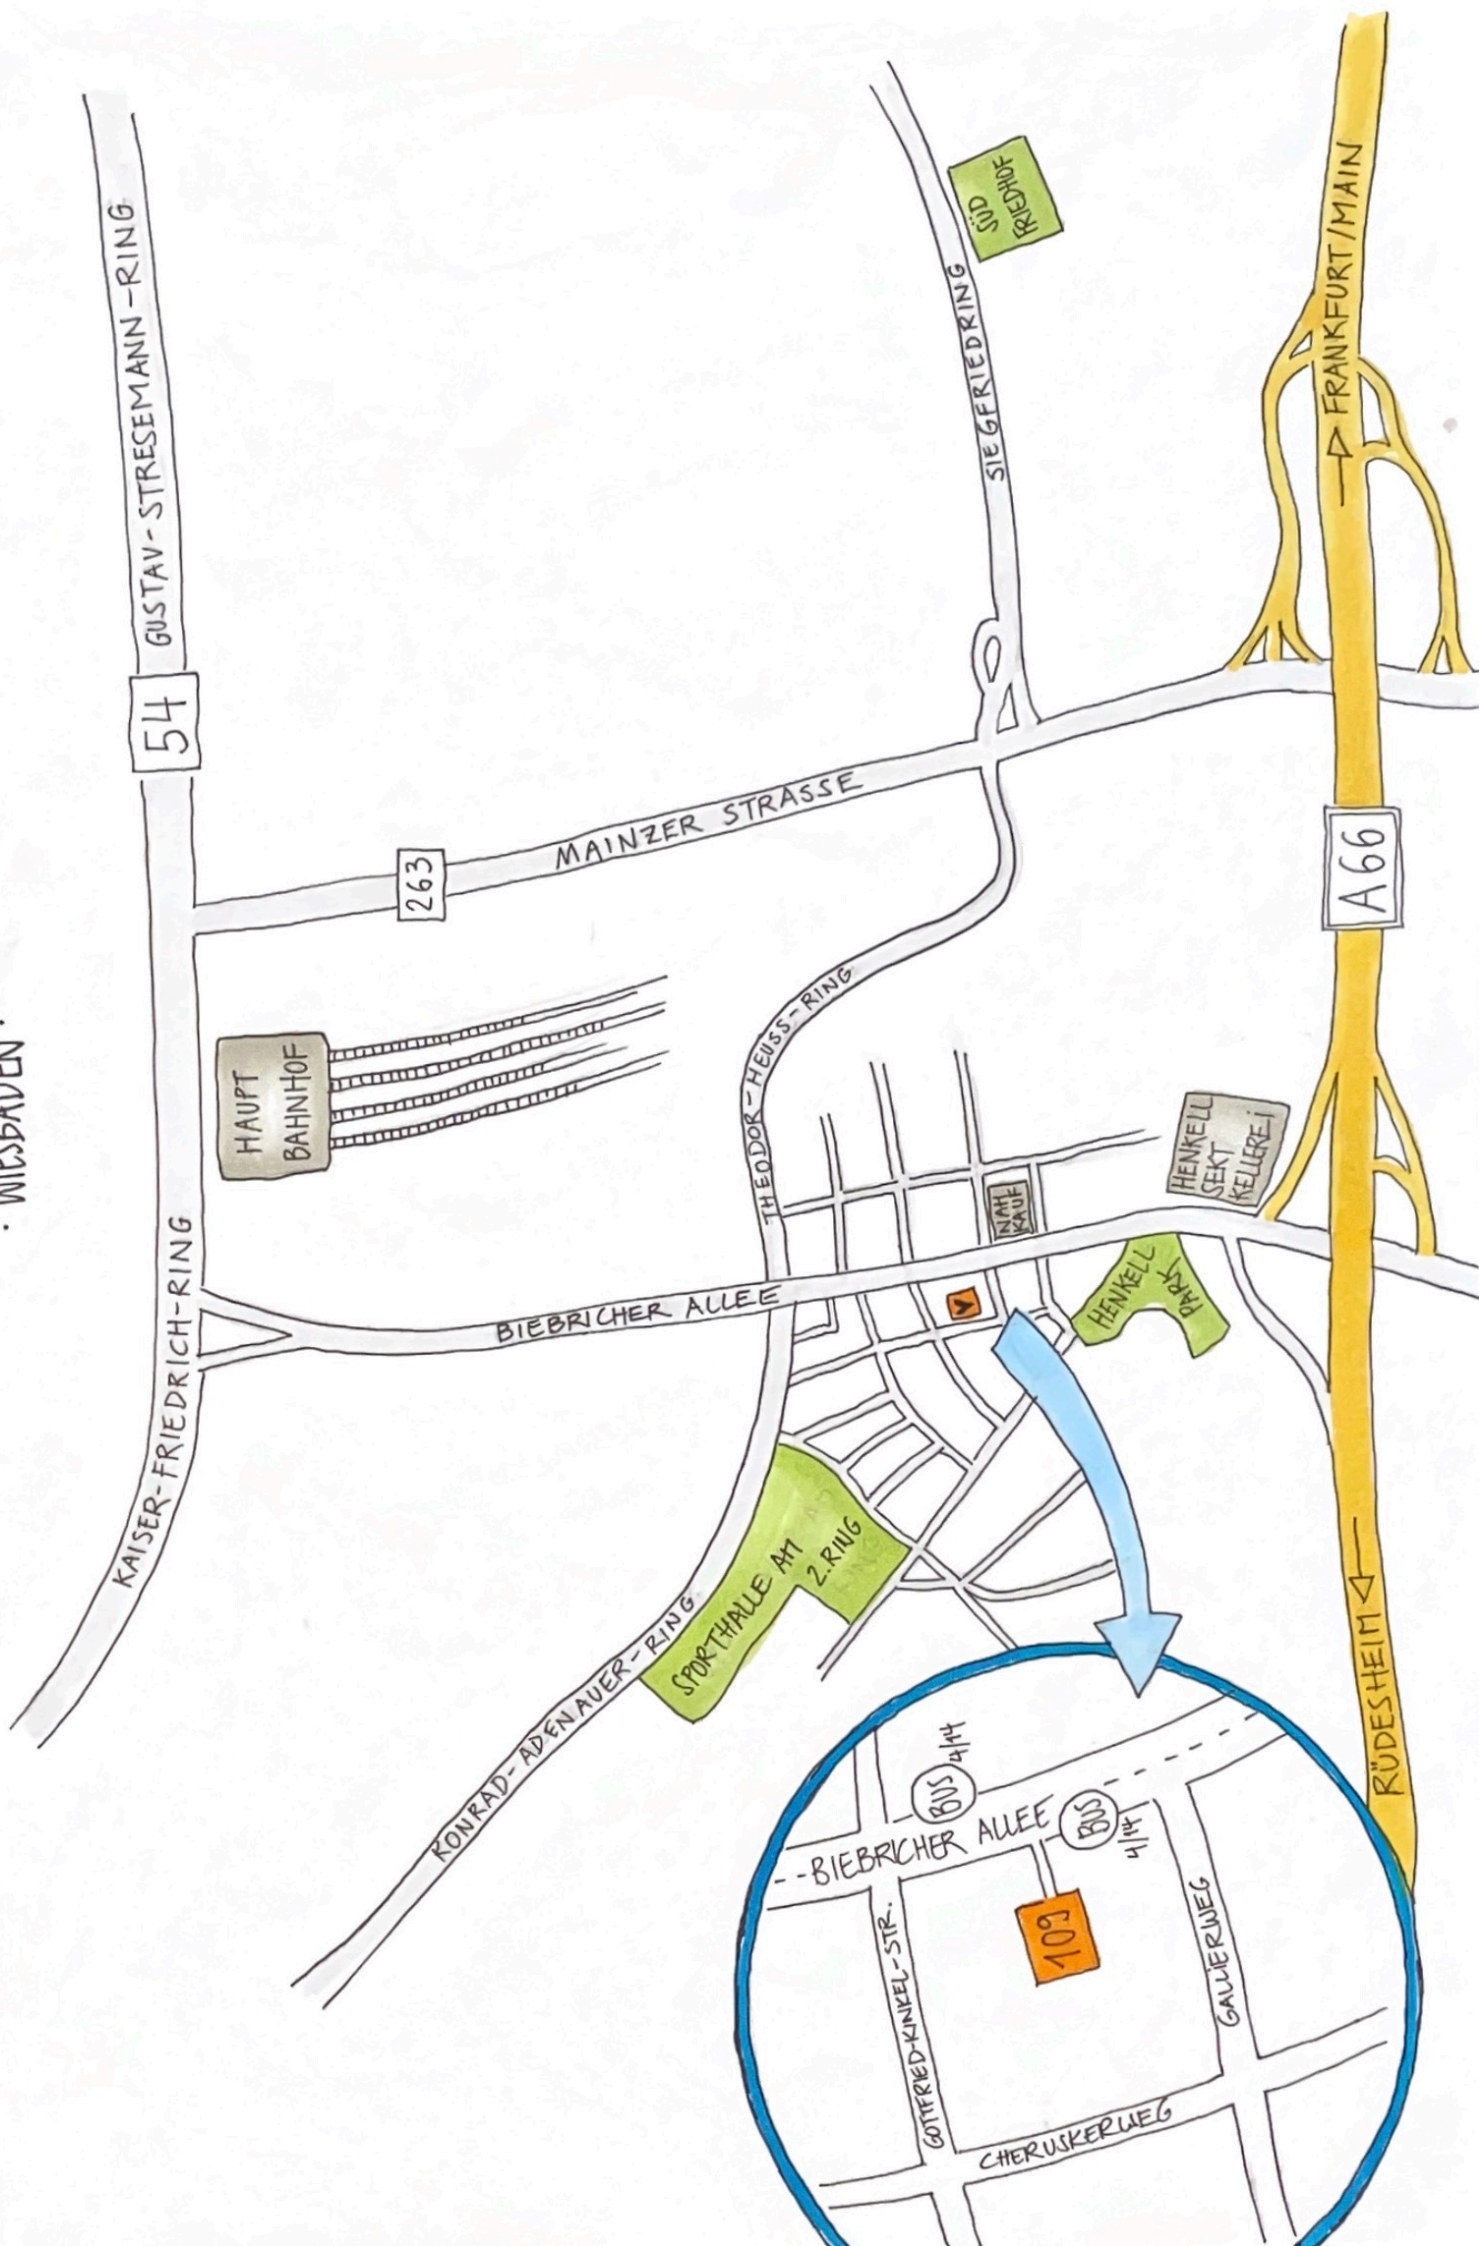 · WIESBADEN ·
GUSTAV-STRESEMANN-RING
54
KAISER-FRIEDRICH-RING
SÜD
FRIEDHOF
SIEGFRIEDRING
FRANKFURT/MAIN
MAINZER STRASSE
263
A66
HAUPT
BAHNHOF
THEODOR-HEUSS-RING
HENKELL
SEKT
KELLEREI
NAH
KAUF
BIEBRICHER ALLEE
HENKELL
PARK
SPORTHALLE AM
2. RING
KONRAD-ADENAUER-RING
RÜDESHEIM
BUS
4/14
BIEBRICHER ALLEE
BUS
4/14
109
GOTTFRIED-KINKEL-STR.
GALLIERWEG
CHERUSKERWEG